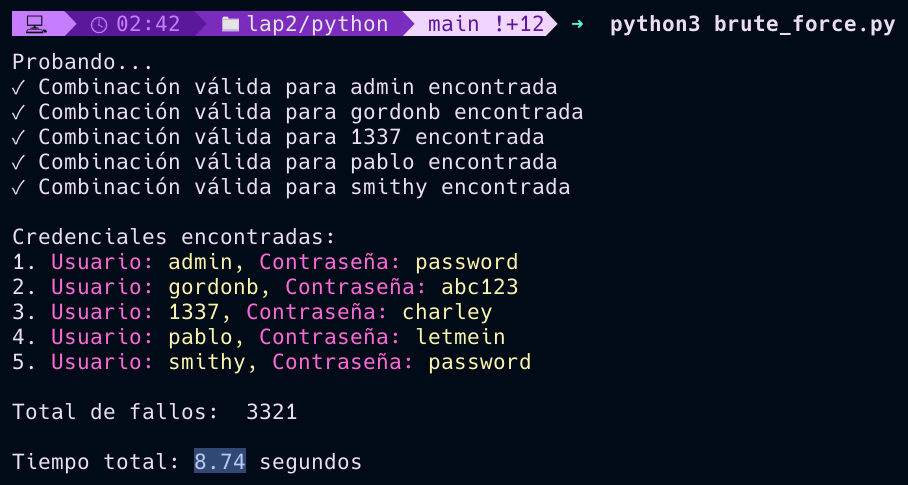 02:42 lap2/python main !+12 → python3 brute_force.py
Probando...
✓ Combinación válida para admin encontrada
✓ Combinación válida para gordonb encontrada
✓ Combinación válida para 1337 encontrada
✓ Combinación válida para pablo encontrada
✓ Combinación válida para smithy encontrada
Credenciales encontradas:
1. Usuario: admin, Contraseña: password
2. Usuario: gordonb, Contraseña: abc123
3. Usuario: 1337, Contraseña: charley
4. Usuario: pablo, Contraseña: letmein
5. Usuario: smithy, Contraseña: password
Total de fallos: 3321
Tiempo total: 8.74 segundos